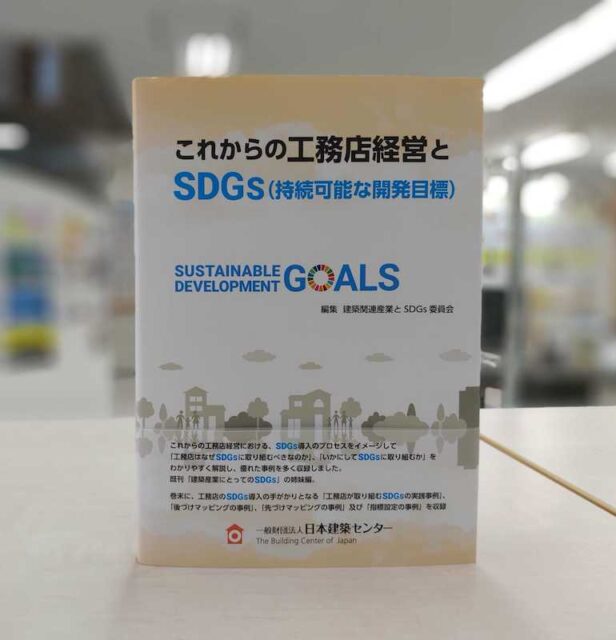 これからの工務店経営と
SDGs(持続可能な開発目標)
SUSTAINABLE
DEVELOPMENT GOALS
編集 建築関連産業とSDGs委員会
これからの工務店経営における、SDGs導入のプロセスをイメージして
「工務店はなぜSDGsに取り組むべきなのか」、「いかにしてSDGsに取り組むか」を
わかりやすく解説し、優れた事例を多く収録しました。
既刊「建築産業にとってのSDGs」の姉妹編。
巻末に、工務店のSDGs導入の手がかりとなる「工務店が取り組むSDGsの実践事例」、
「後づけマッピングの事例」、「先づけマッピングの事例」及び「指標設定の事例」を収録
一般財団法人 日本建築センター
The Building Center of Japan